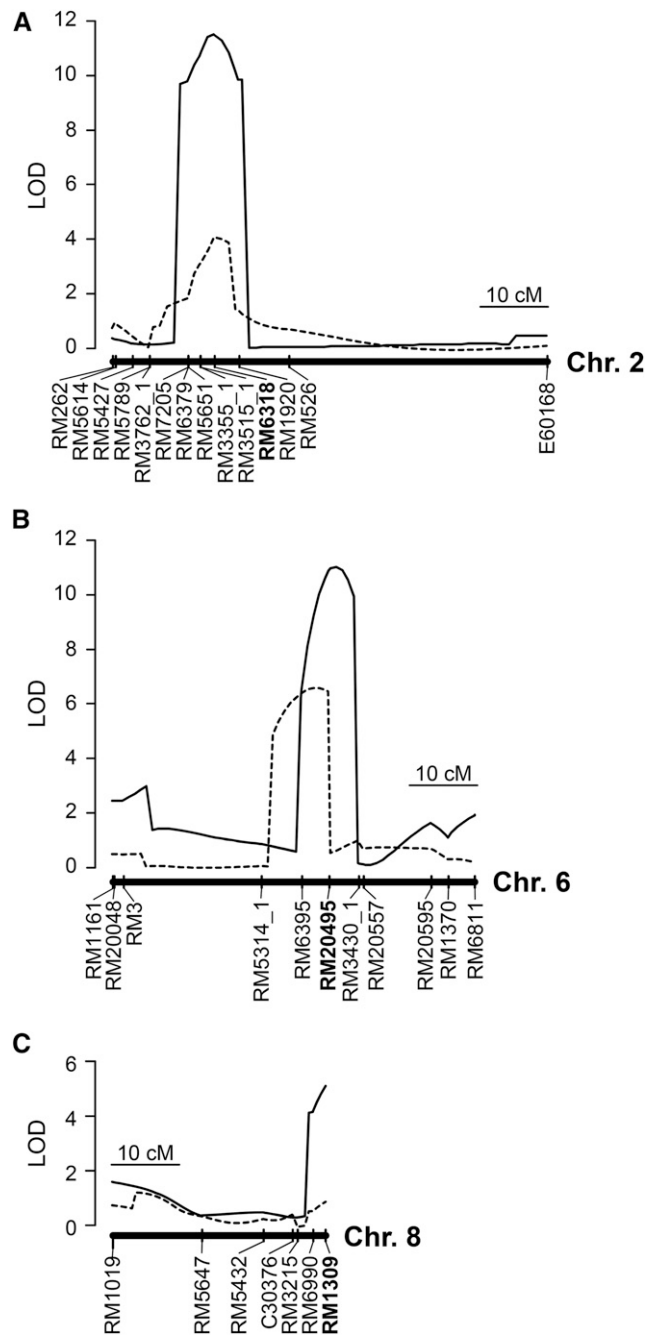 A
12
10
8
6
4
2
0
LOD
10 cM
Chr. 2
RM262
RM5614
RM5427
RM5789
RM3762_1
RM7205
RM6379
RM5651
RM3355_1
RM3515_1
RM6318
RM1920
RM526
E60168
B
12
10
8
6
4
2
0
LOD
10 cM
Chr. 6
RM1161
RM20048
RM3
RM5314_1
RM6395
RM20495
RM3430_1
RM20557
RM20595
RM1370
RM6811
C
6
4
2
0
LOD
10 cM
Chr. 8
RM1019
RM5647
RM5432
C30376
RM3215
RM6990
RM1309